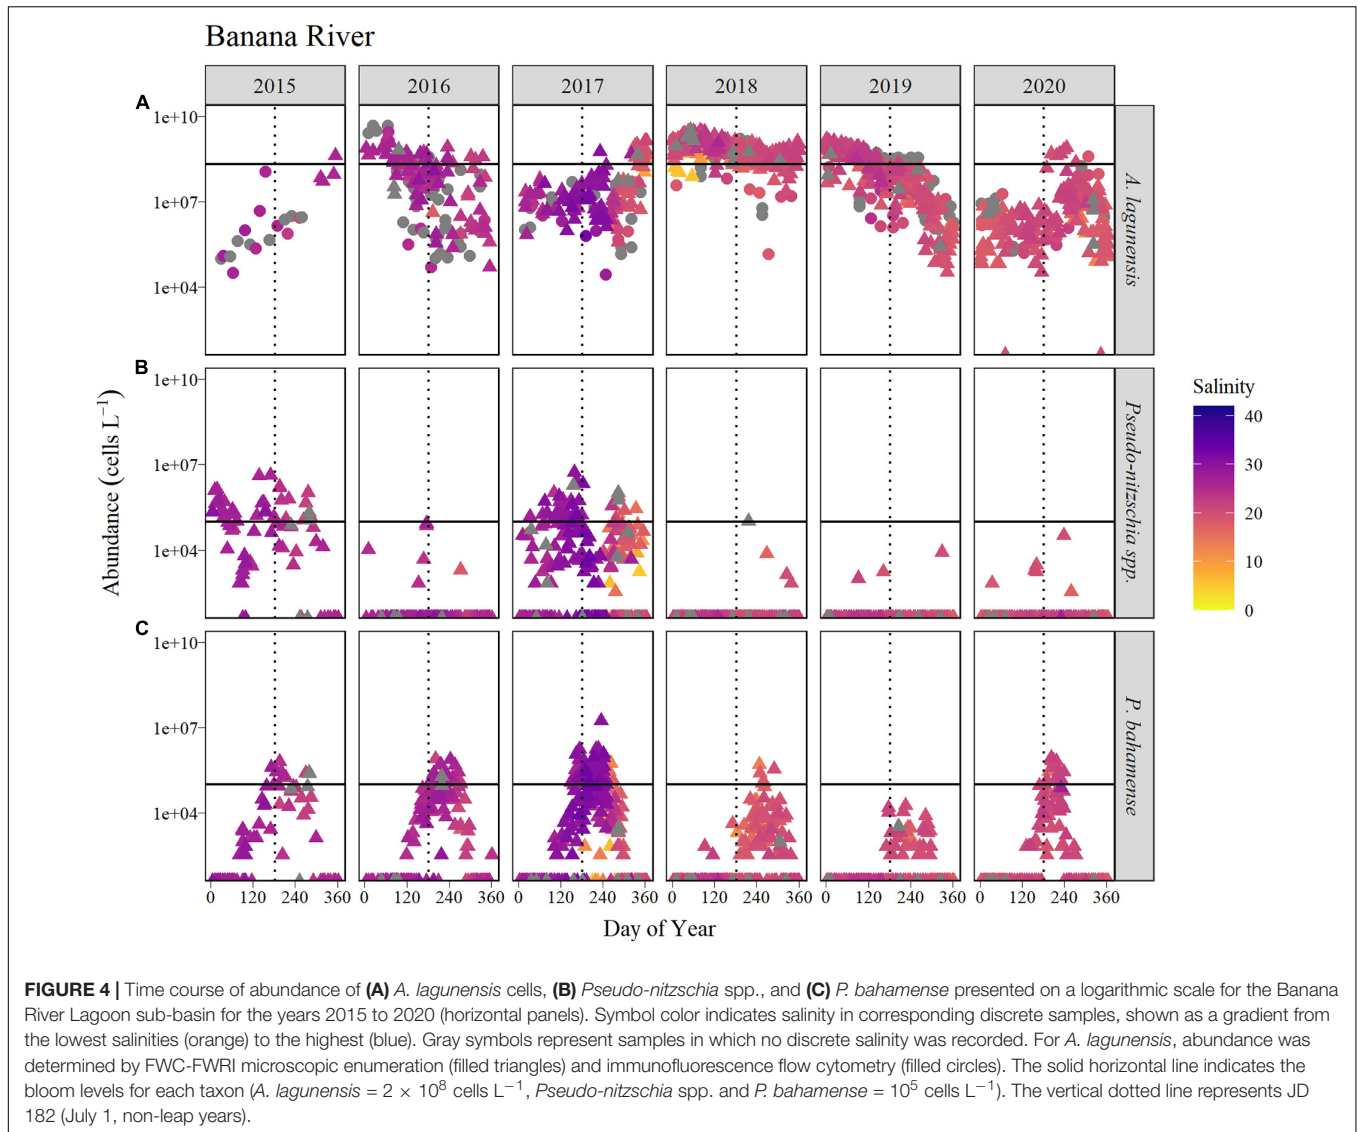 Banana River
2015 2016 2017 2018 2019 2020
A
1e+10
1e+07
1e+04
A. lagunensis
B
1e+10
1e+07
1e+04
Pseudo-nitzschia spp.
C
1e+10
1e+07
1e+04
P. bahamense
Abundance (cells L−1)
0 120 240 360 0 120 240 360 0 120 240 360 0 120 240 360 0 120 240 360 0 120 240 360
Day of Year
Salinity
40
30
20
10
0
FIGURE 4 | Time course of abundance of (A) A. lagunensis cells, (B) Pseudo-nitzschia spp., and (C) P. bahamense presented on a logarithmic scale for the Banana
River Lagoon sub-basin for the years 2015 to 2020 (horizontal panels). Symbol color indicates salinity in corresponding discrete samples, shown as a gradient from
the lowest salinities (orange) to the highest (blue). Gray symbols represent samples in which no discrete salinity was recorded. For A. lagunensis, abundance was
determined by FWC-FWRI microscopic enumeration (filled triangles) and immunofluorescence flow cytometry (filled circles). The solid horizontal line indicates the
bloom levels for each taxon (A. lagunensis = 2 × 10⁸ cells L−1, Pseudo-nitzschia spp. and P. bahamense = 10⁵ cells L−1). The vertical dotted line represents JD
182 (July 1, non-leap years).